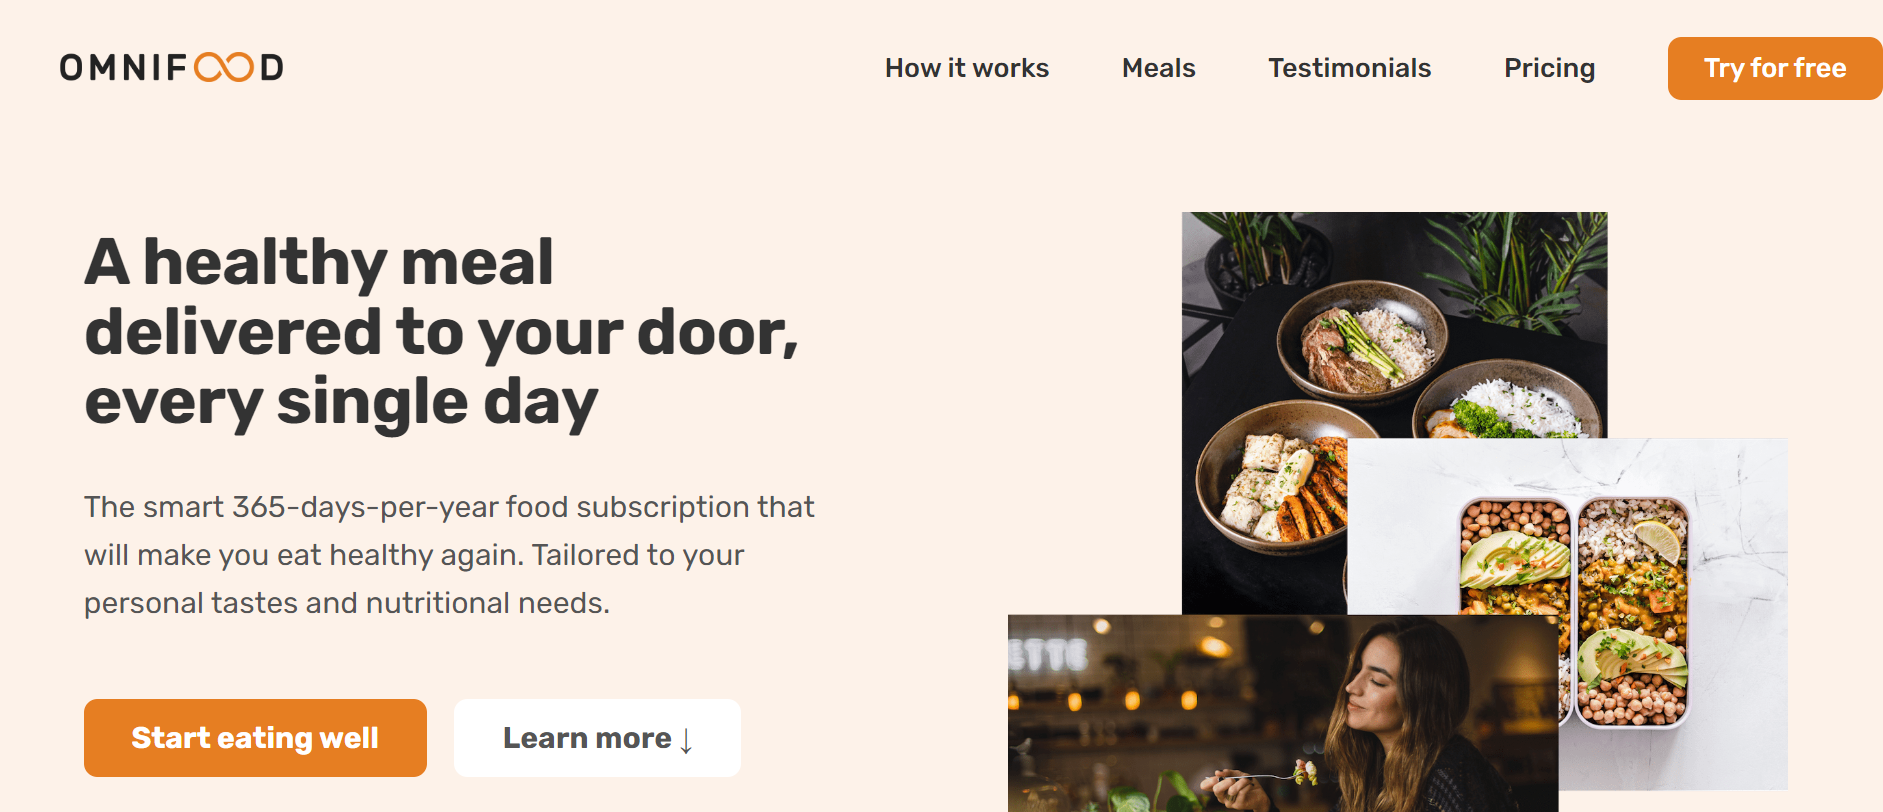 OMNIFOOD
How it works Meals Testimonials Pricing Try for free
A healthy meal
delivered to your door,
every single day
The smart 365-days-per-year food subscription that
will make you eat healthy again. Tailored to your
personal tastes and nutritional needs.
Start eating well Learn more ↓
ETTE